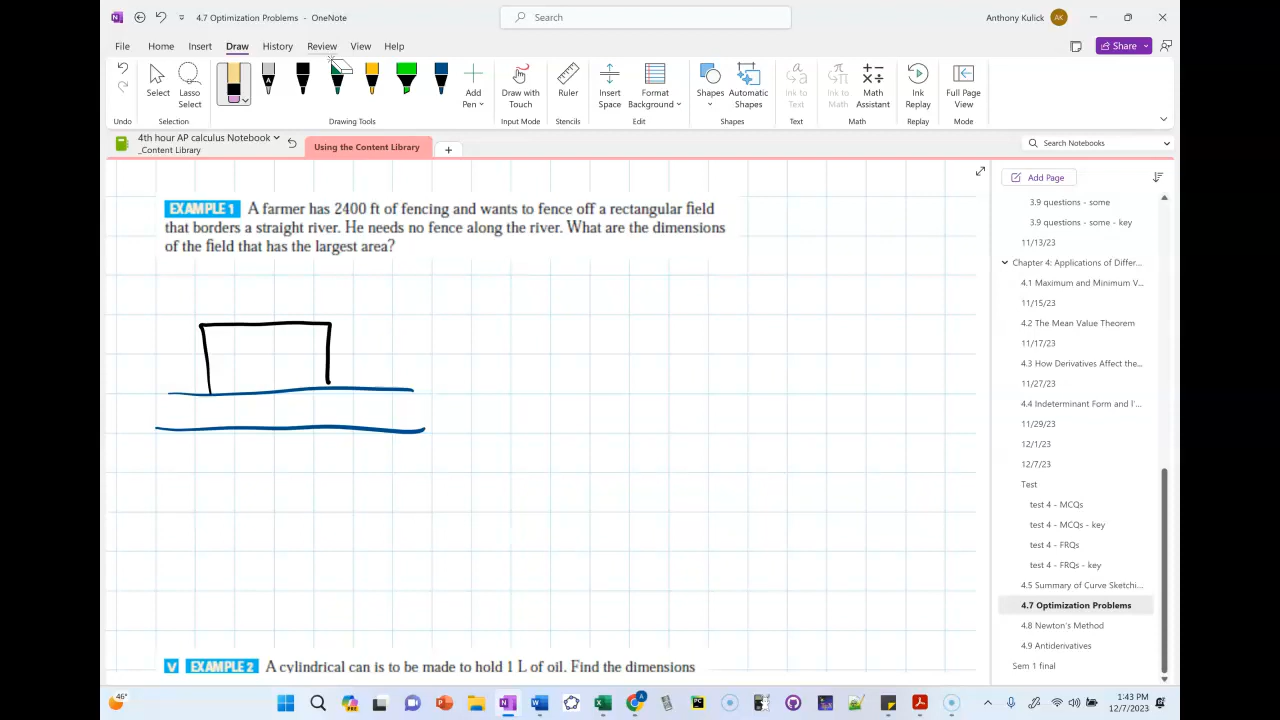 4.7 Optimization Problems - OneNote
Search
Anthony Kulick
AK
File Home Insert Draw History Review View Help
Share
Undo
Select
Lasso Select
Selection
A
Add Pen
Drawing Tools
Draw with Touch
Input Mode
Ruler
Stencils
Insert Space
Format Background
Edit
Shapes
Automatic Shapes
Shapes
Ink to Text
Text
Ink to Math
Math Assistant
Math
Ink Replay
Replay
Full Page View
Mode
4th hour AP calculus Notebook
_Content Library
Using the Content Library
+
Search Notebooks
Add Page
EXAMPLE 1 A farmer has 2400 ft of fencing and wants to fence off a rectangular field
that borders a straight river. He needs no fence along the river. What are the dimensions
of the field that has the largest area?
V EXAMPLE 2 A cylindrical can is to be made to hold 1 L of oil. Find the dimensions
3.9 questions - some
3.9 questions - some - key
11/13/23
Chapter 4: Applications of Differ...
4.1 Maximum and Minimum V...
11/15/23
4.2 The Mean Value Theorem
11/17/23
4.3 How Derivatives Affect the...
11/27/23
4.4 Indeterminant Form and l'...
11/29/23
12/1/23
12/7/23
Test
test 4 - MCQs
test 4 - MCQs - key
test 4 - FRQs
test 4 - FRQs - key
4.5 Summary of Curve Sketchi...
4.7 Optimization Problems
4.8 Newton's Method
4.9 Antiderivatives
Sem 1 final
46°
1:43 PM
12/7/2023